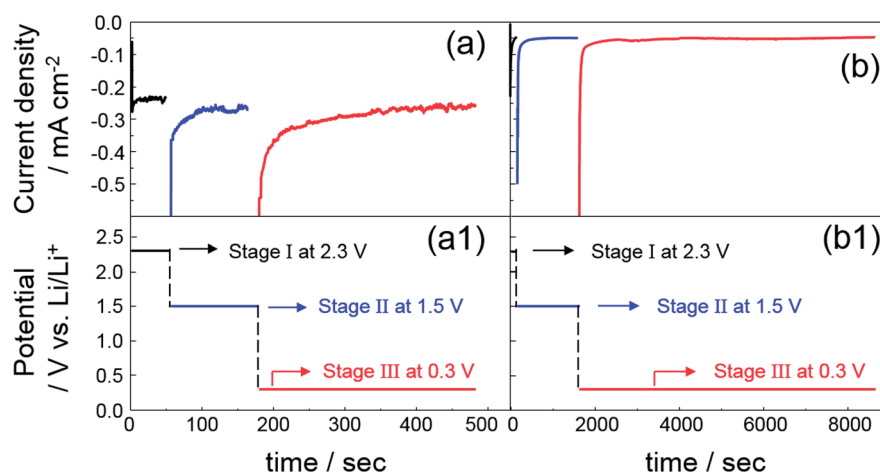 Current density
/ mA cm-2
0.0
-0.1
-0.2
-0.3
-0.4
-0.5
(a)
(b)
Potential
/ V vs. Li/Li+
2.5
2.0
1.5
1.0
0.5
0.0
(a1)
Stage I at 2.3 V
Stage II at 1.5 V
Stage III at 0.3 V
(b1)
Stage I at 2.3 V
Stage II at 1.5 V
Stage III at 0.3 V
0 100 200 300 400 500
0 2000 4000 6000 8000
time / sec
time / sec